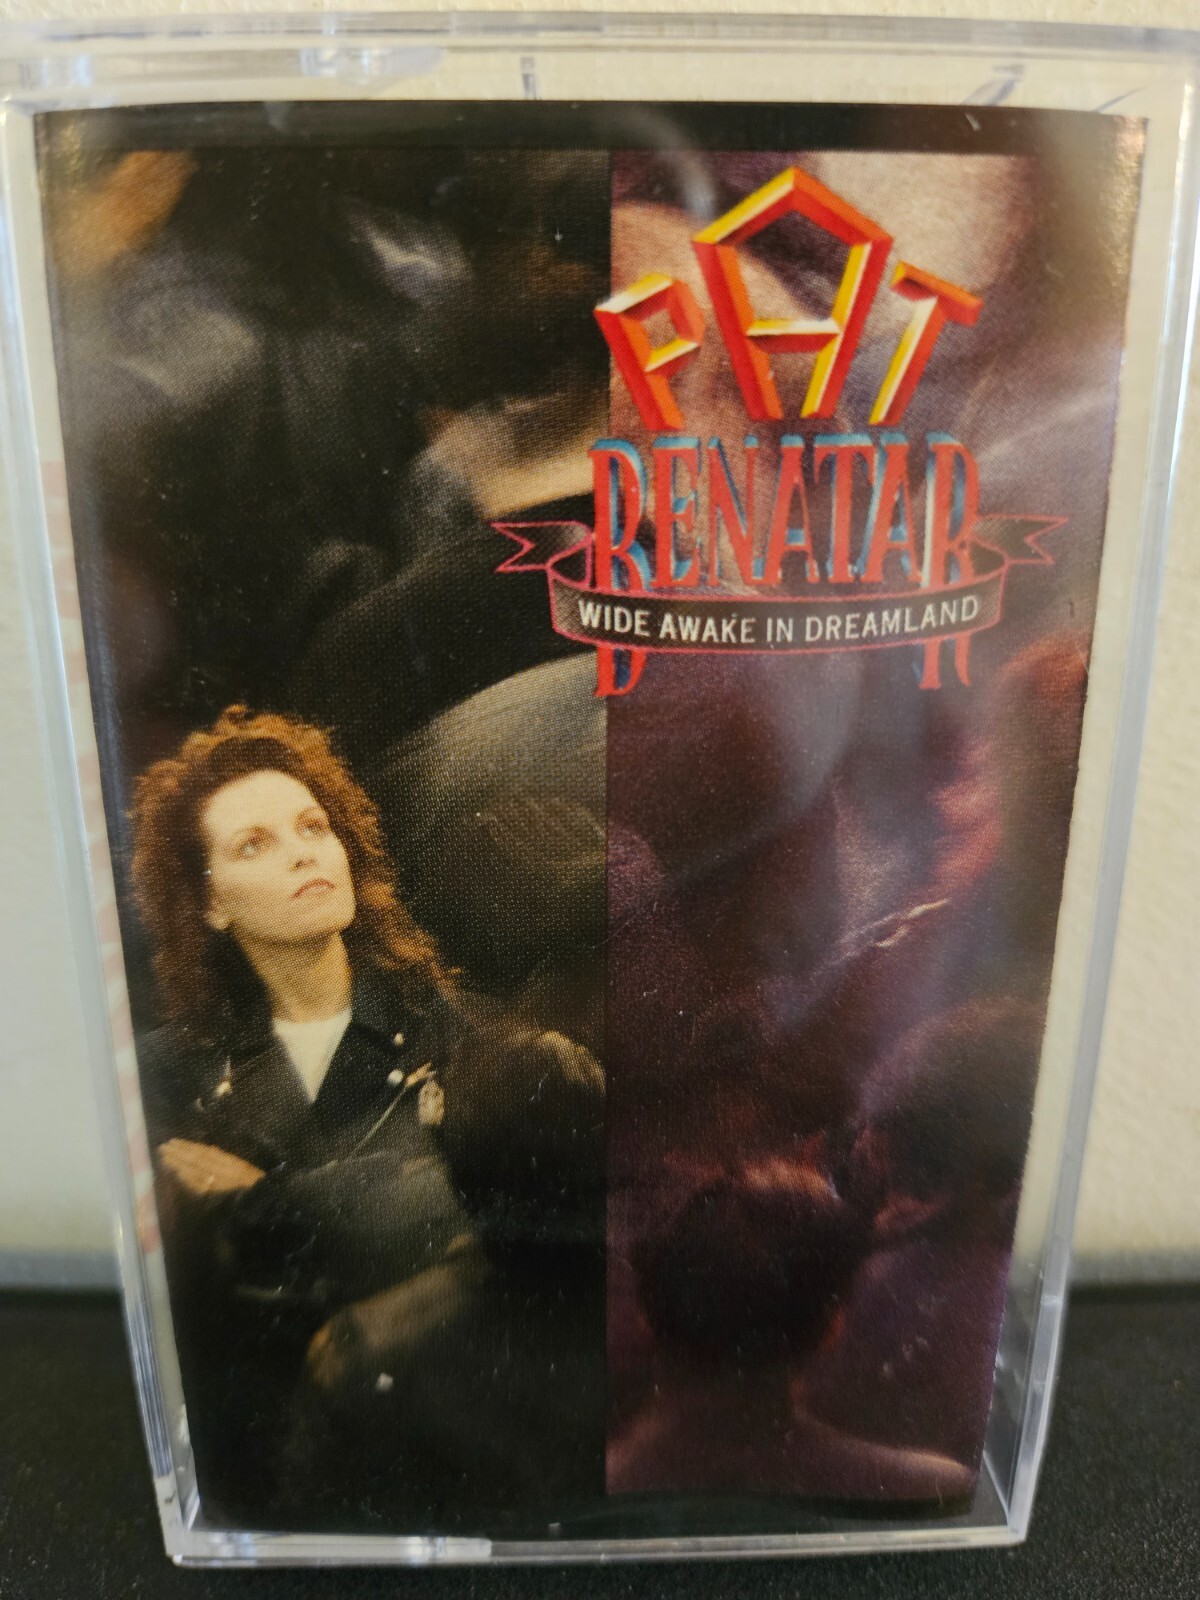 PAT
BENATAR
WIDE AWAKE IN DREAMLAND